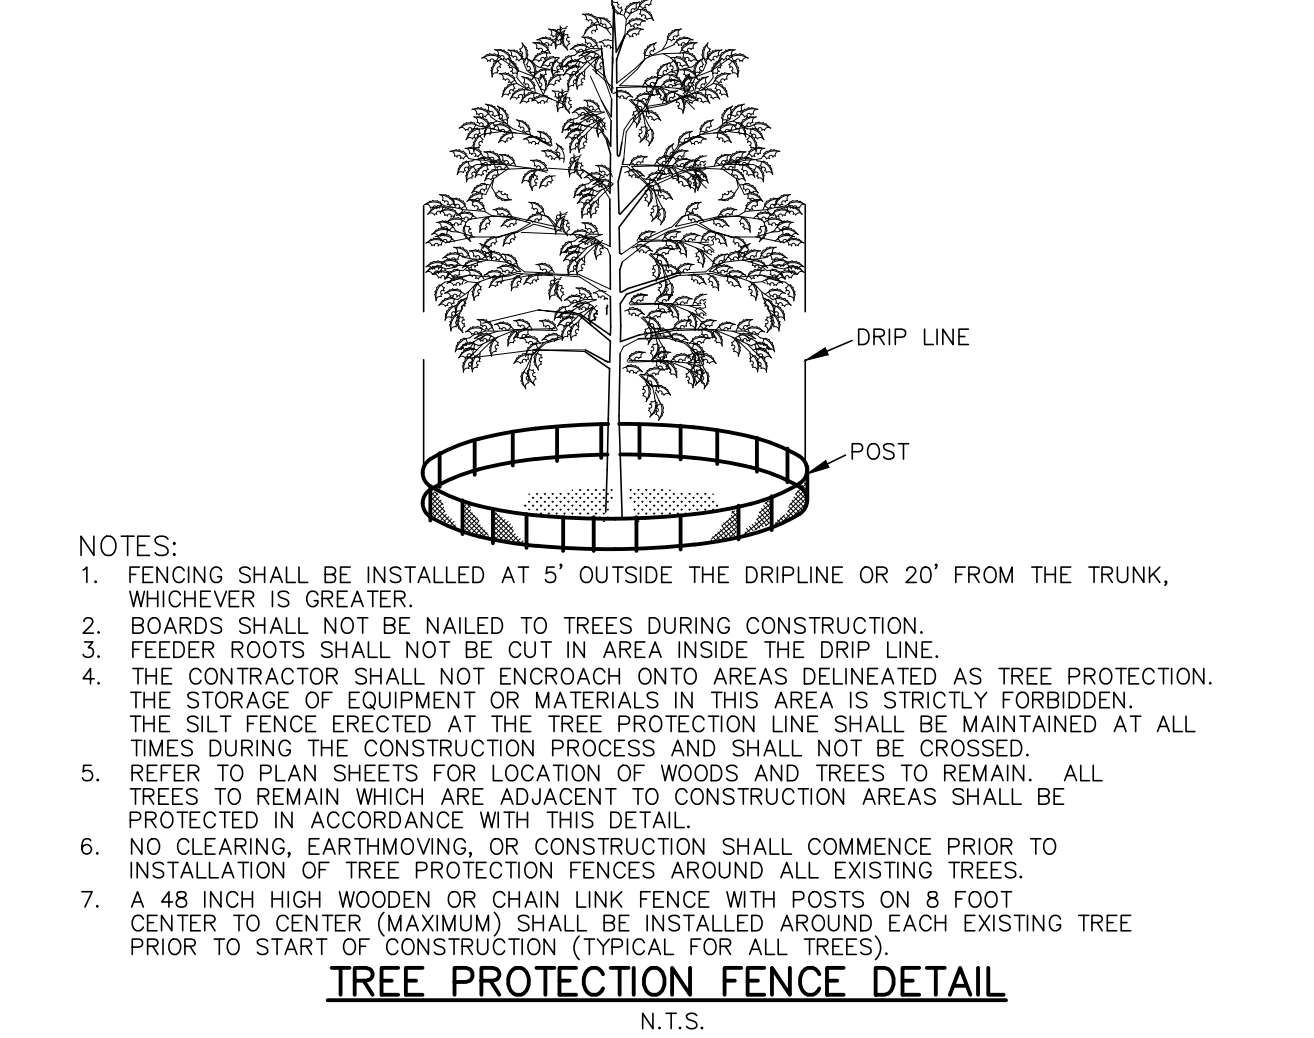 DRIP LINE
POST
NOTES:
1. FENCING SHALL BE INSTALLED AT 5' OUTSIDE THE DRIPLINE OR 20' FROM THE TRUNK,
WHICHEVER IS GREATER.
2. BOARDS SHALL NOT BE NAILED TO TREES DURING CONSTRUCTION.
3. FEEDER ROOTS SHALL NOT BE CUT IN AREA INSIDE THE DRIP LINE.
4. THE CONTRACTOR SHALL NOT ENCROACH ONTO AREAS DELINEATED AS TREE PROTECTION.
THE STORAGE OF EQUIPMENT OR MATERIALS IN THIS AREA IS STRICTLY FORBIDDEN.
THE SILT FENCE ERECTED AT THE TREE PROTECTION LINE SHALL BE MAINTAINED AT ALL
TIMES DURING THE CONSTRUCTION PROCESS AND SHALL NOT BE CROSSED.
5. REFER TO PLAN SHEETS FOR LOCATION OF WOODS AND TREES TO REMAIN. ALL
TREES TO REMAIN WHICH ARE ADJACENT TO CONSTRUCTION AREAS SHALL BE
PROTECTED IN ACCORDANCE WITH THIS DETAIL.
6. NO CLEARING, EARTHMOVING, OR CONSTRUCTION SHALL COMMENCE PRIOR TO
INSTALLATION OF TREE PROTECTION FENCES AROUND ALL EXISTING TREES.
7. A 48 INCH HIGH WOODEN OR CHAIN LINK FENCE WITH POSTS ON 8 FOOT
CENTER TO CENTER (MAXIMUM) SHALL BE INSTALLED AROUND EACH EXISTING TREE
PRIOR TO START OF CONSTRUCTION (TYPICAL FOR ALL TREES).
TREE PROTECTION FENCE DETAIL
N.T.S.